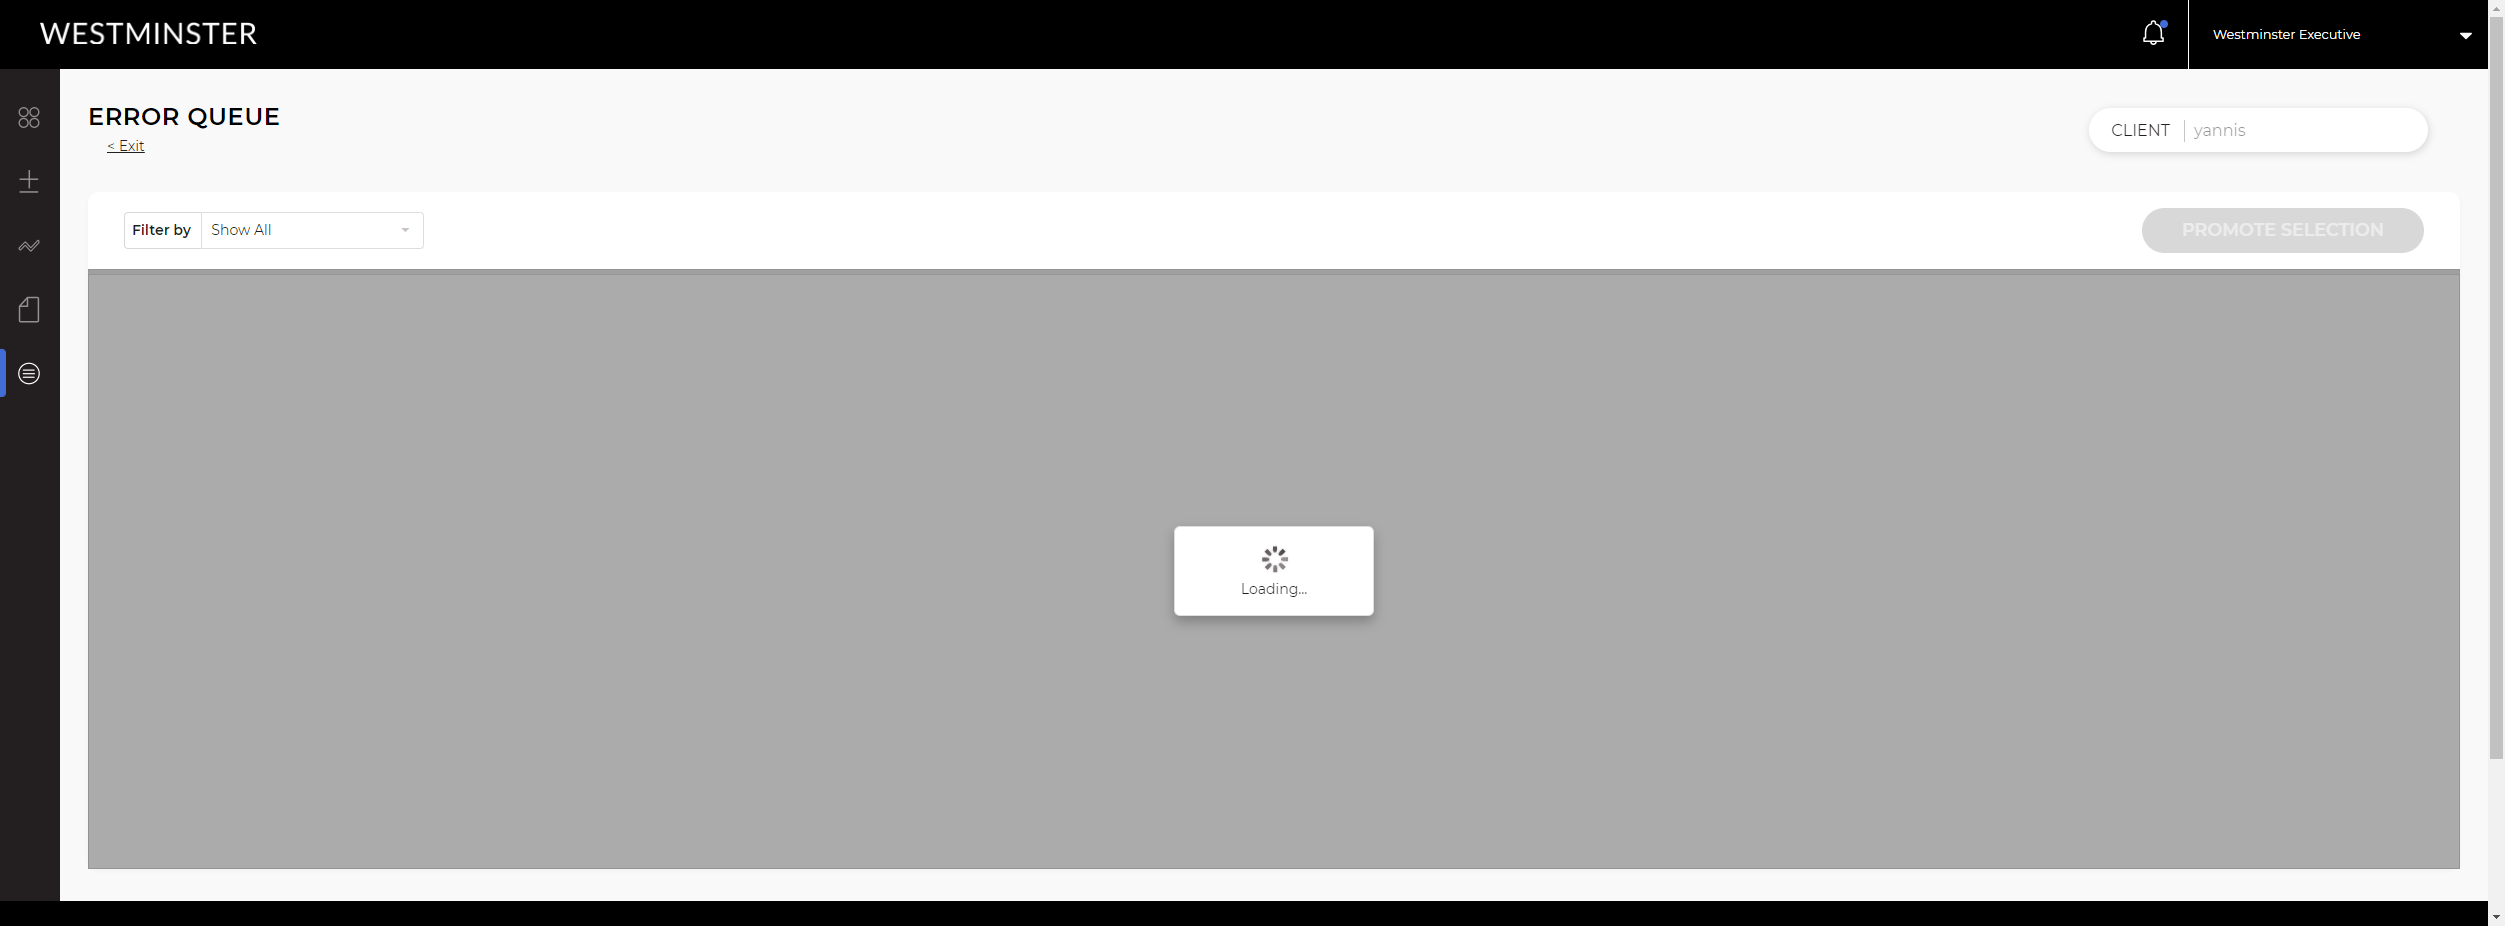 WESTMINSTER
Westminster Executive
ERROR QUEUE
< Exit
CLIENT yannis
Filter by Show All
PROMOTE SELECTION
Loading...